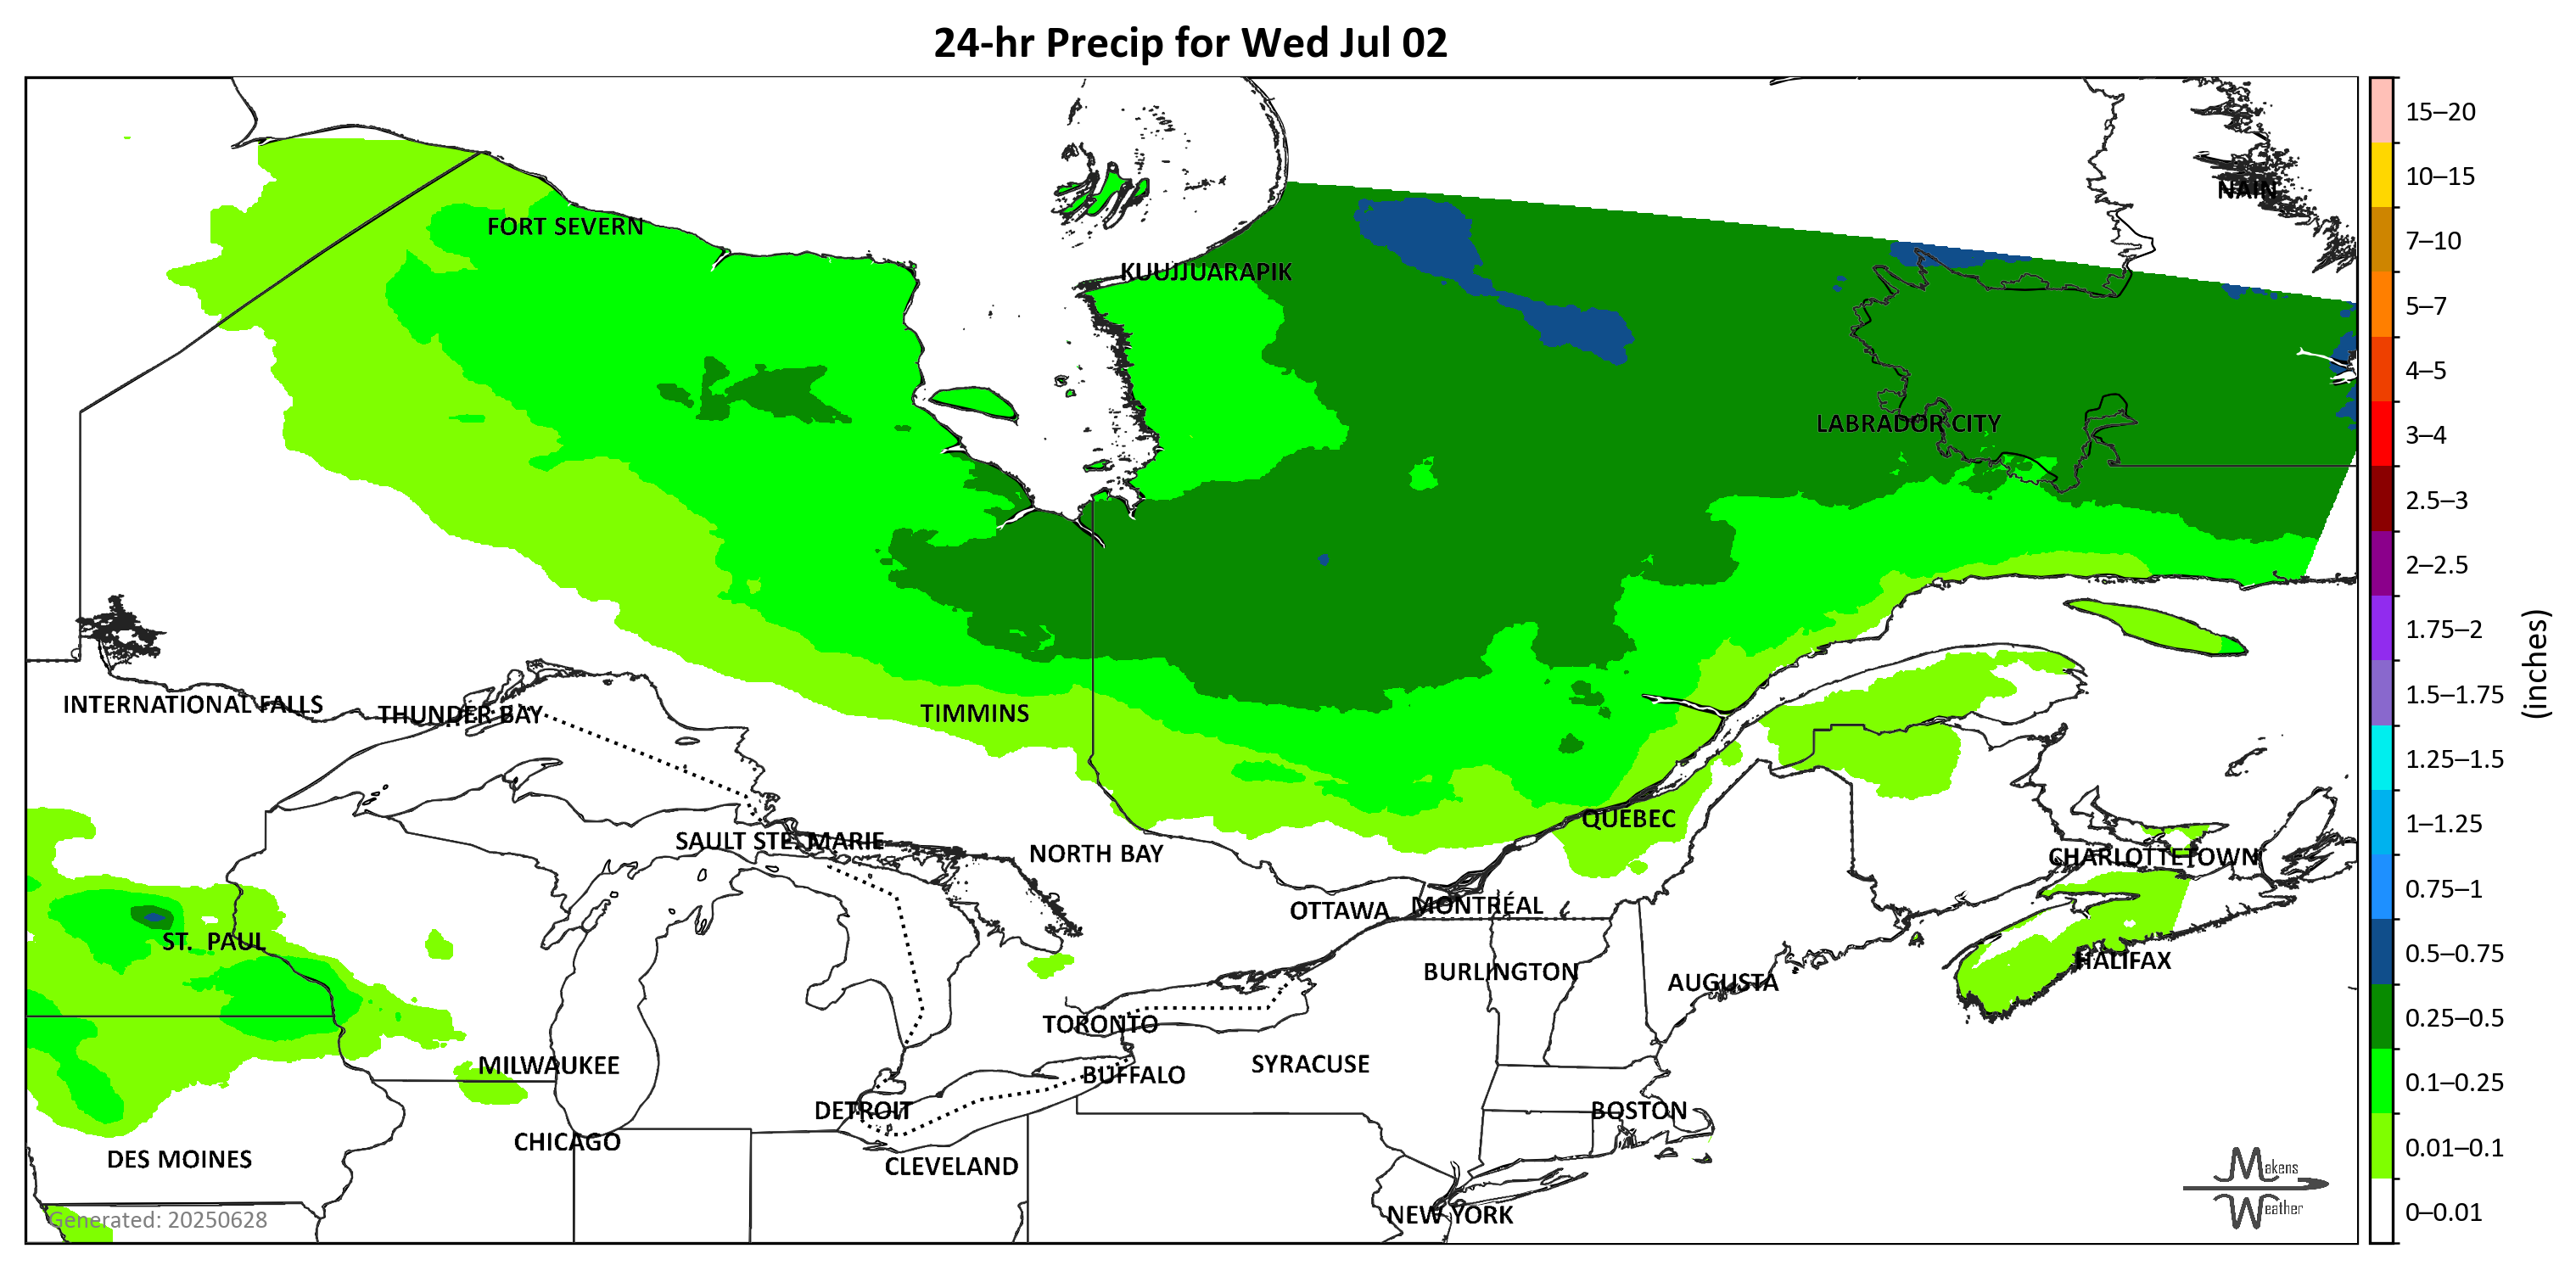 24-hr Precip for Wed Jul 02
NAIN
FORT SEVERN
KUUJJUARAPIK
LABRADOR CITY
INTERNATIONAL FALLS
THUNDER BAY
TIMMINS
QUEBEC
SAULT STE. MARIE
NORTH BAY
CHARLOTTETOWN
OTTAWA
MONTRÉAL
ST. PAUL
HALIFAX
BURLINGTON
AUGUSTA
TORONTO
MILWAUKEE
SYRACUSE
BUFFALO
DETROIT
BOSTON
CHICAGO
DES MOINES
CLEVELAND
NEW YORK
Generated: 20250628
Makens
Weather
15–20
10–15
7–10
5–7
4–5
3–4
2.5–3
2–2.5
1.75–2
1.5–1.75
1.25–1.5
1–1.25
0.75–1
0.5–0.75
0.25–0.5
0.1–0.25
0.01–0.1
0–0.01
(inches)